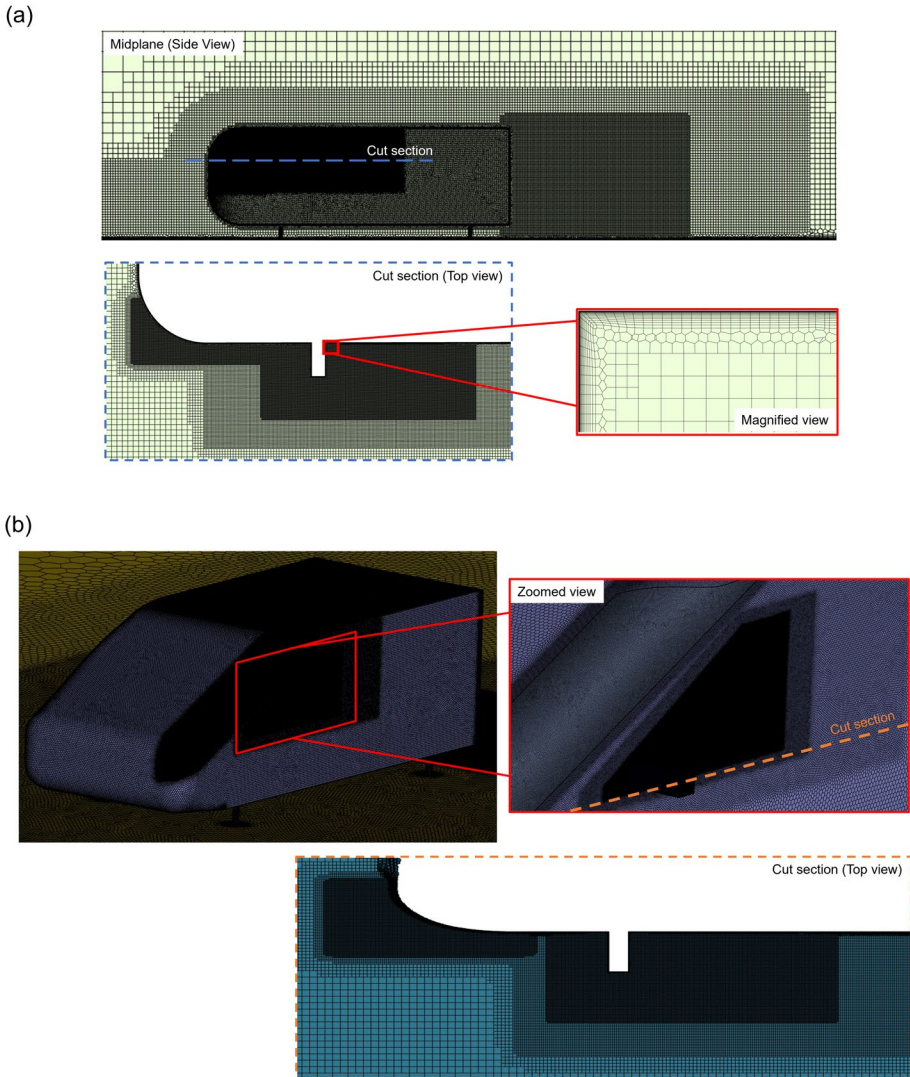 (a)
Midplane (Side View)
Cut section
Cut section (Top view)
Magnified view
(b)
Zoomed view
Cut section
Cut section (Top view)